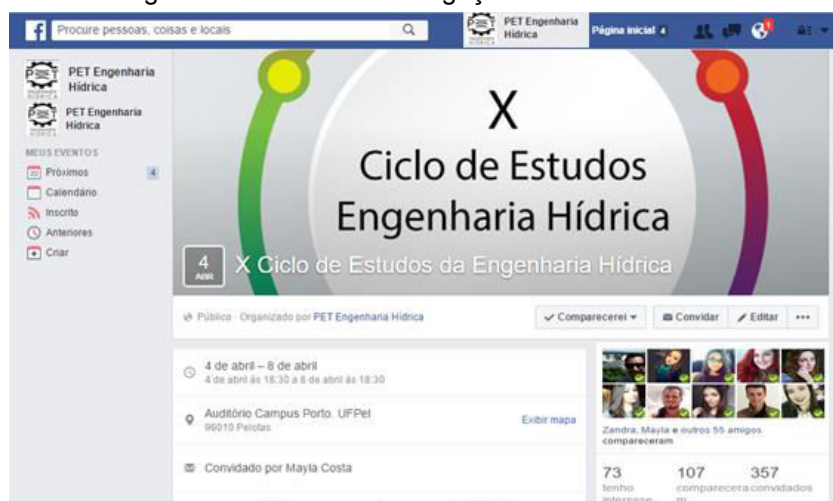 Procure pessoas, coisas e locais
PET Engenharia
Hídrica
Página inicial 4
PET Engenharia
Hídrica
PET Engenharia
Hídrica
MEUS EVENTOS
Próximos 4
Calendário
Inscrito
Anteriores
Criar
X
Ciclo de Estudos
Engenharia Hídrica
4
ABR
X Ciclo de Estudos da Engenharia Hídrica
Público · Organizado por PET Engenharia Hídrica
Comparecerei
Convidar
Editar
4 de abril – 8 de abril
4 de abril às 18:30 a 8 de abril às 18:30
Auditório Campus Porto. UFPel
96010 Pelotas
Exibir mapa
Convidado por Mayla Costa
Zandra, Mayla e outros 55 amigos
compareceram
73 107 357
tenho comparecera convidados
interesse m